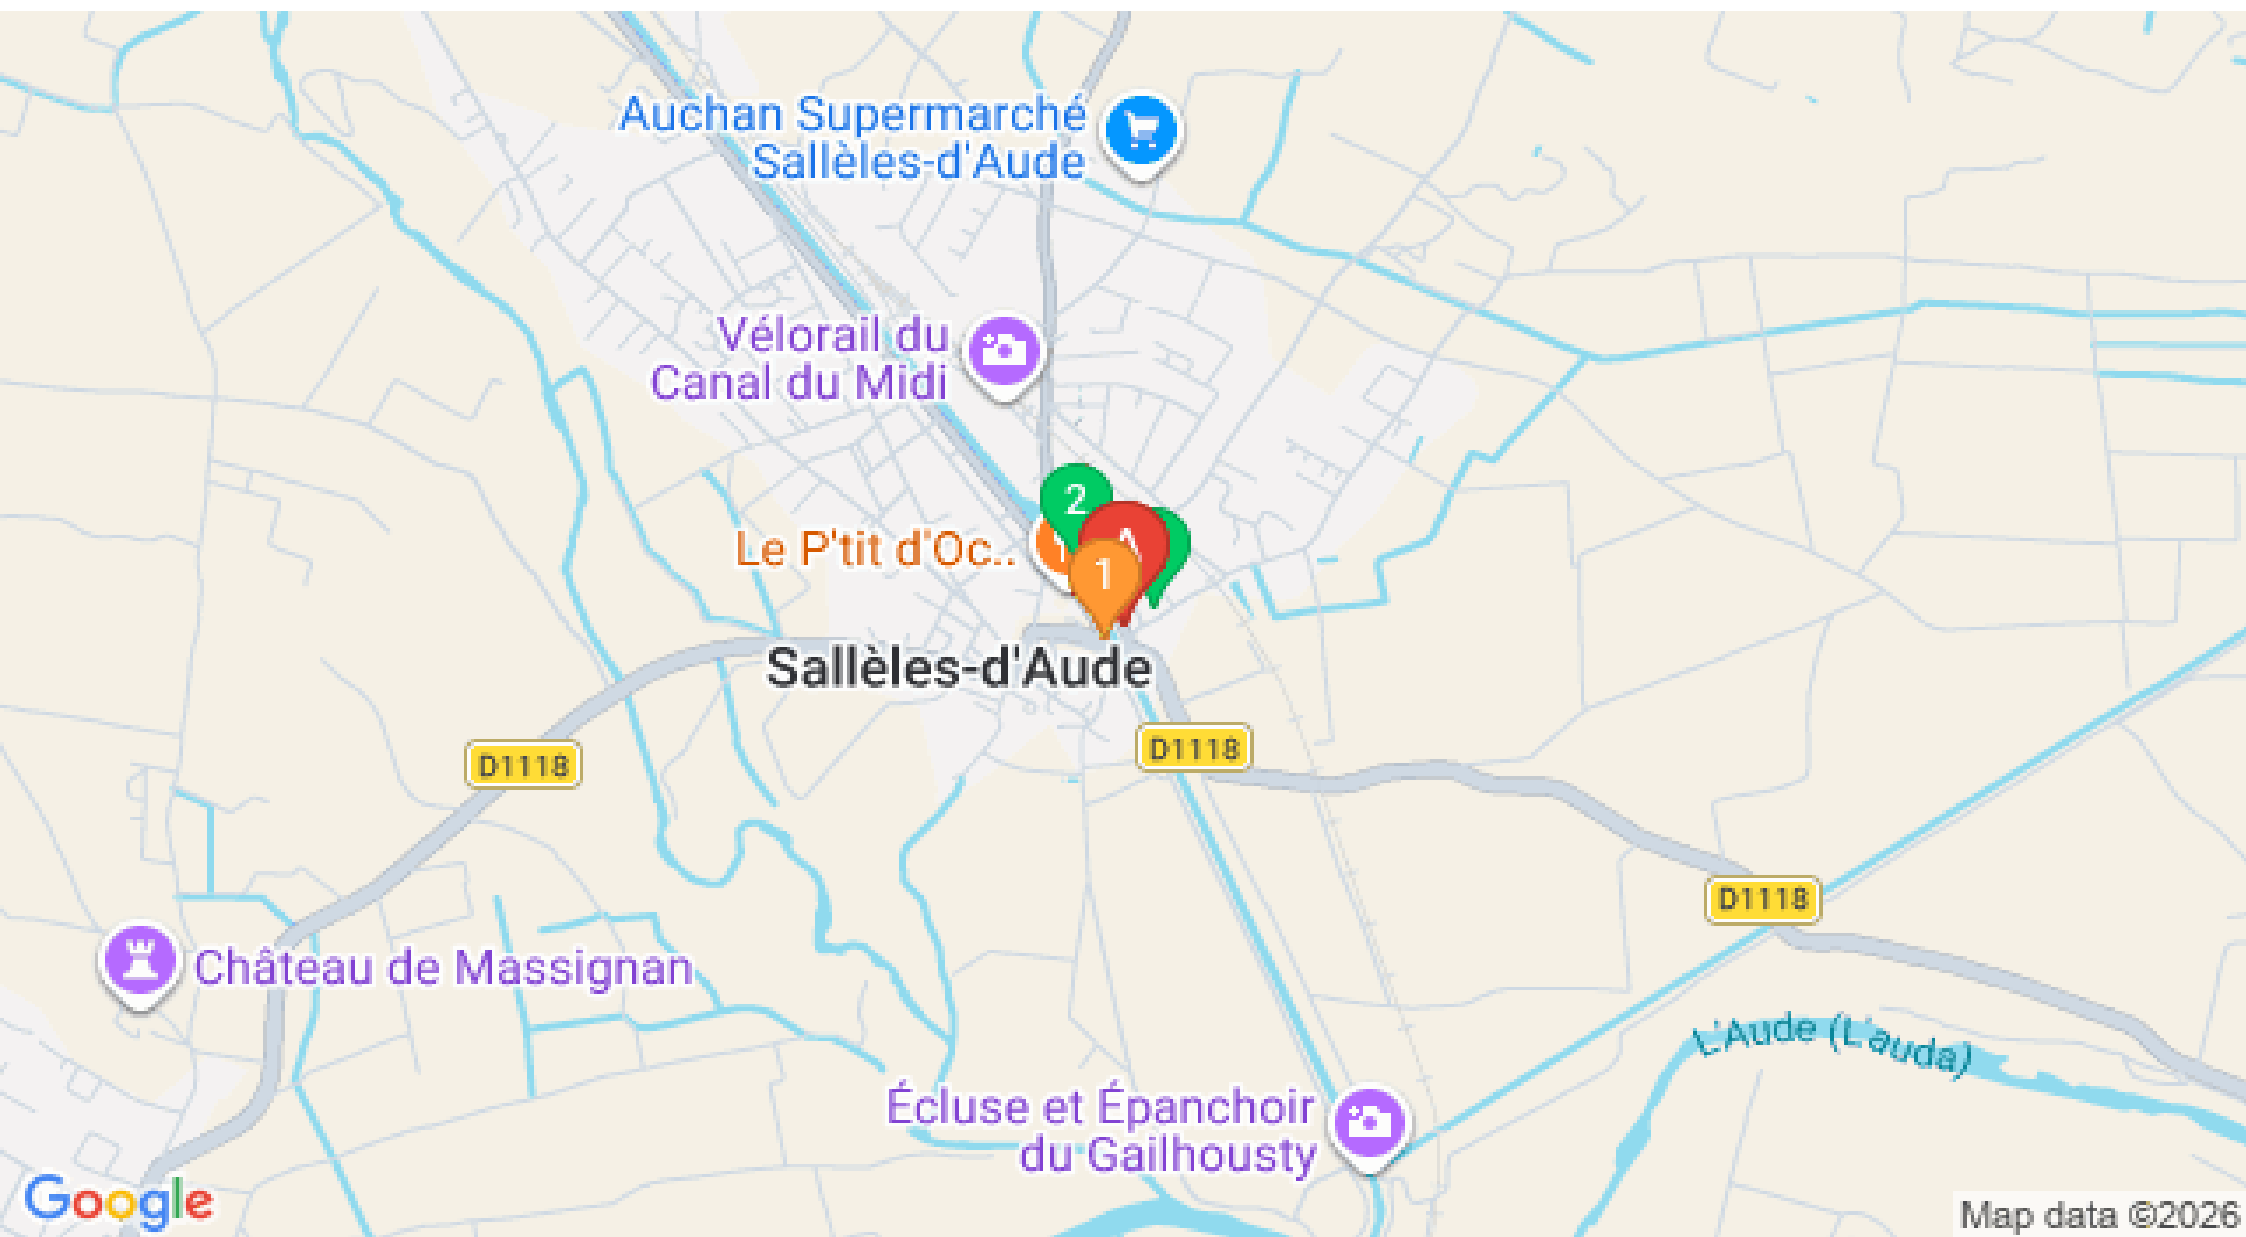 Auchan Supermarché
Sallèles-d'Aude
Vélorail du
Canal du Midi
2
Le P'tit d'Oc..
A
1
Sallèles-d'Aude
D1118
D1118
D1118
Château de Massignan
L'Aude (L'auda)
Écluse et Épanchoir
du Gailhousty
Google
Map data ©2026